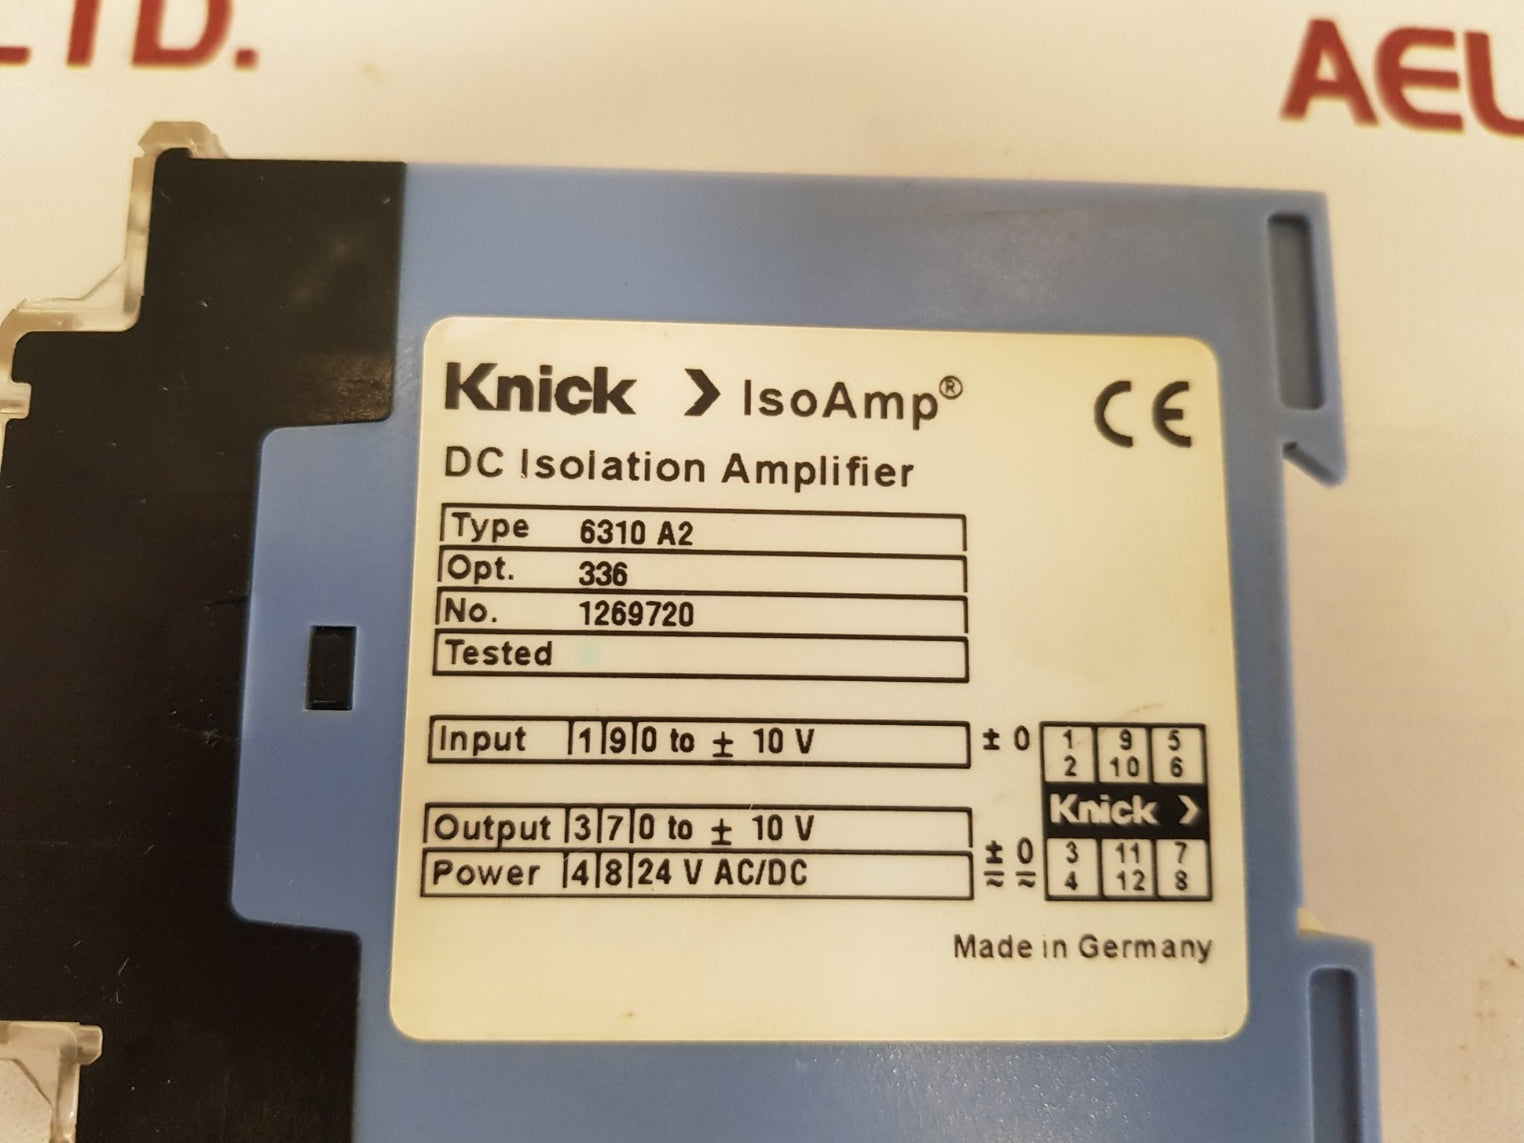 LTD.
AEL
Knick > IsoAmp®
CE
DC Isolation Amplifier
Type 6310 A2
Opt. 336
No. 1269720
Tested
Input 1 9 0 to ± 10 V
± 0
1 9 5
2 10 6
Knick >
Output 3 7 0 to ± 10 V
± 0
3 11 7
Power 4 8 24 V AC/DC
≂ ≂
4 12 8
Made in Germany